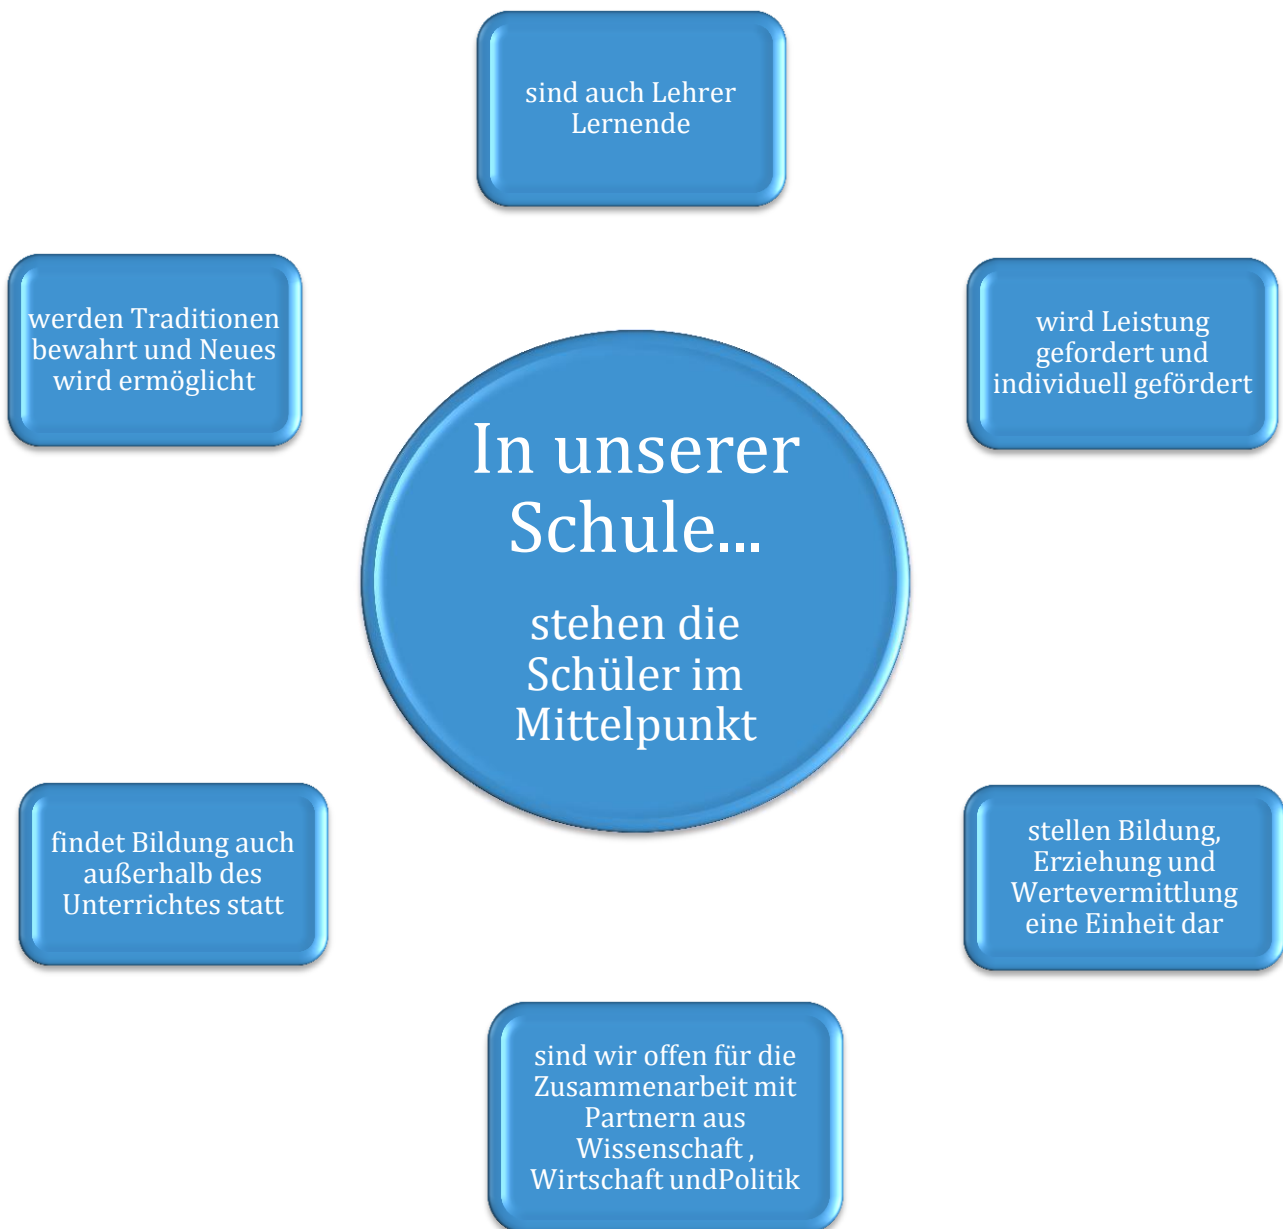 sind auch Lehrer
Lernende
werden Traditionen
bewahrt und Neues
wird ermöglicht
wird Leistung
gefordert und
individuell gefördert
In unserer
Schule...
stehen die
Schüler im
Mittelpunkt
findet Bildung auch
außerhalb des
Unterrichtes statt
stellen Bildung,
Erziehung und
Wertevermittlung
eine Einheit dar
sind wir offen für die
Zusammenarbeit mit
Partnern aus
Wissenschaft ,
Wirtschaft undPolitik